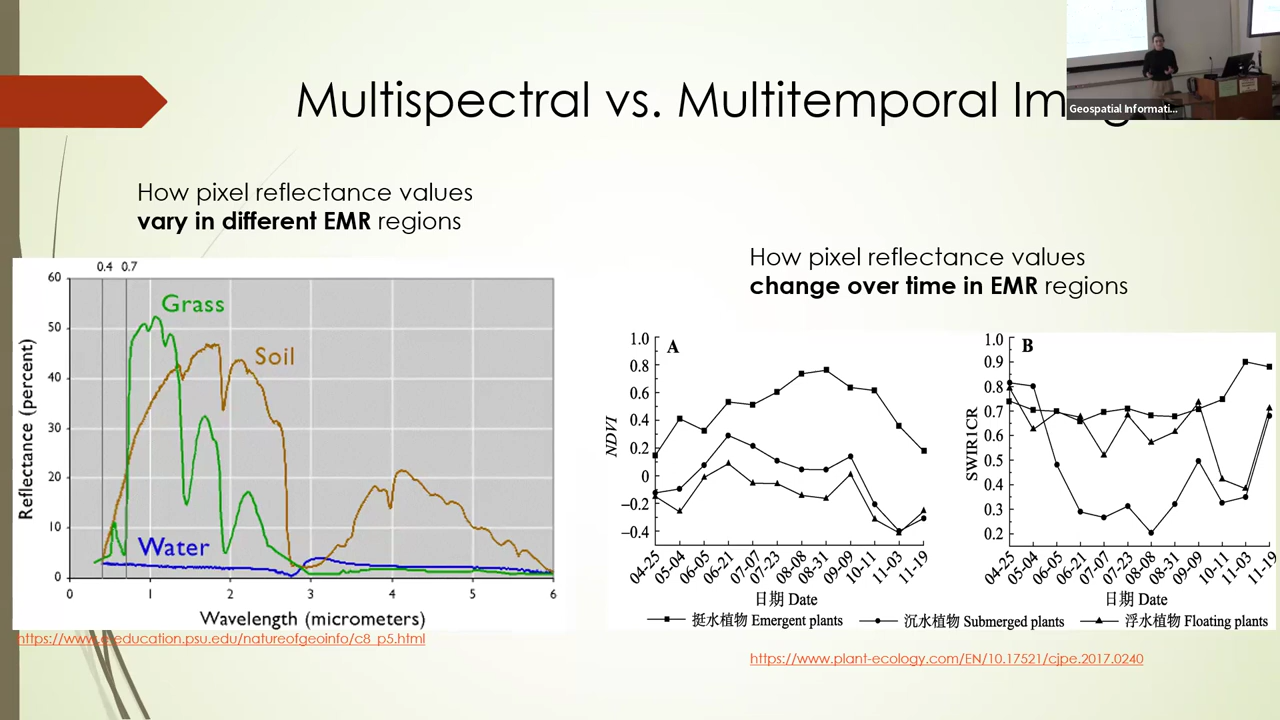 Multispectral vs. Multitemporal
Geospatial Informati...
How pixel reflectance values
vary in different EMR regions
How pixel reflectance values
change over time in EMR regions
0.4 0.7
60
50
40
30
20
10
0
Reflectance (percent)
Grass
Soil
Water
0 1 2 3 4 5 6
Wavelength (micrometers)
https://www.e-education.psu.edu/natureofgeoinfo/c8_p5.html
A
1.0
0.8
0.6
0.4
0.2
0
−0.2
−0.4
NDVI
04-25 05-04 06-05 06-21 07-07 07-23 08-08 08-31 09-09 10-11 11-03 11-19
日期 Date
B
1.0
0.9
0.8
0.7
0.6
0.5
0.4
0.3
0.2
SWIR1CR
04-25 05-04 06-05 06-21 07-07 07-23 08-08 08-31 09-09 10-11 11-03 11-19
日期 Date
挺水植物 Emergent plants 沉水植物 Submerged plants 浮水植物 Floating plants
https://www.plant-ecology.com/EN/10.17521/cjpe.2017.0240